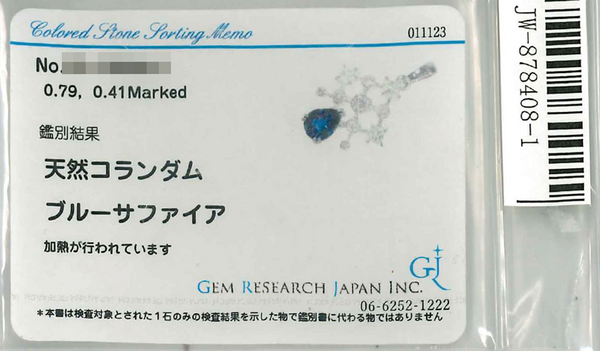 Colored Stone Sorting Memo
011123
No.
0.79, 0.41Marked
鑑別結果
天然コランダム
ブルーサファイア
加熱が行われています
GJ
GEM RESEARCH JAPAN INC.
06-6252-1222
*本書は検査対象とされた1石のみの検査結果を示した物で鑑別書に代わる物ではありません
JW-878408-1